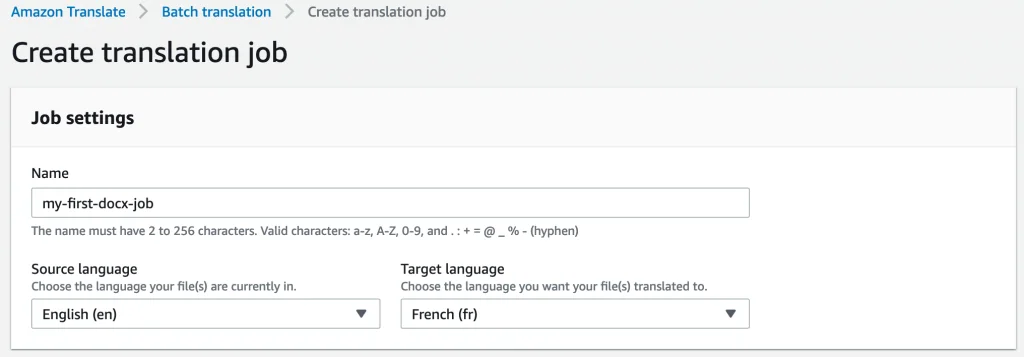 Amazon Translate > Batch translation > Create translation job
Create translation job
Job settings
Name
my-first-docx-job
The name must have 2 to 256 characters. Valid characters: a-z, A-Z, 0-9, and . : + = @ _ % - (hyphen)
Source language
Choose the language your file(s) are currently in.
English (en)
Target language
Choose the language you want your file(s) translated to.
French (fr)